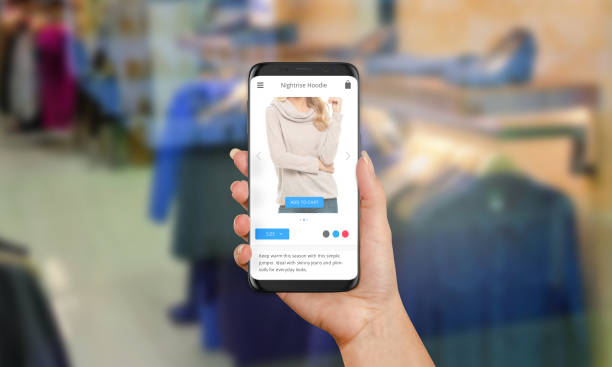 Nightrise Hoodie
ADD TO CART
SIZE
Keep warm this season with this simple
jumper. Ideal with skinny jeans and plim-
solls for everyday looks.